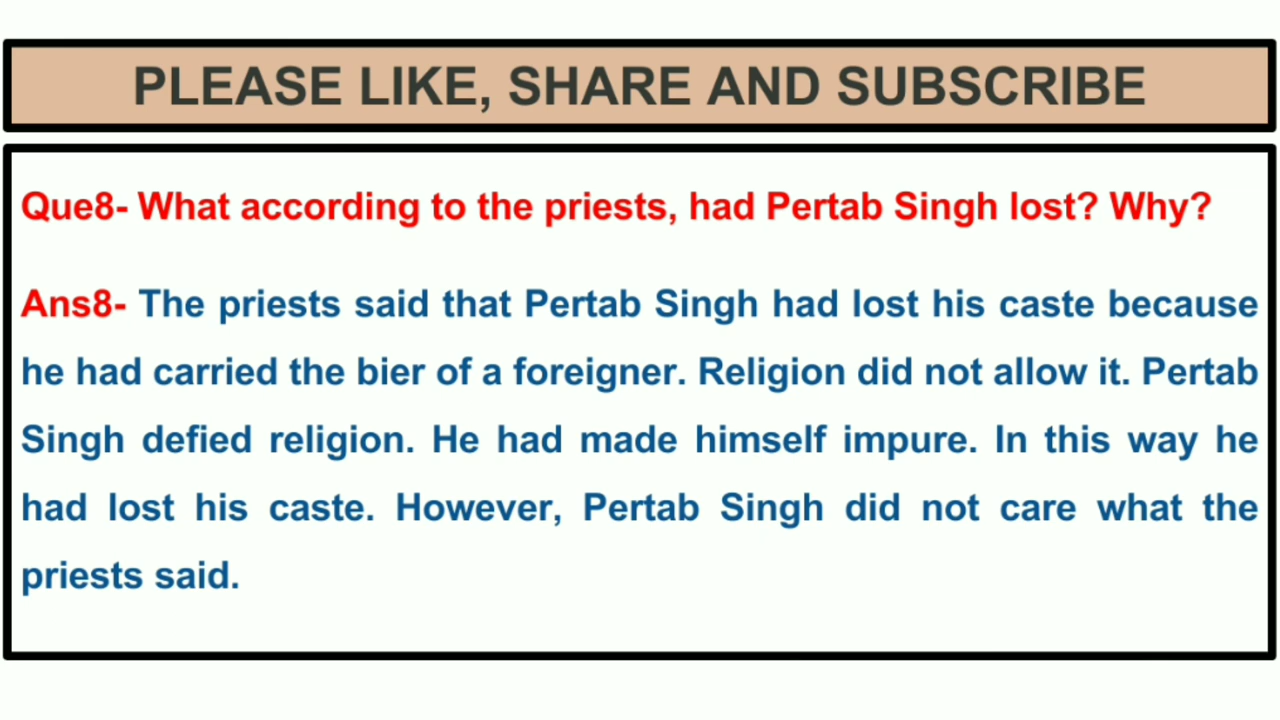 PLEASE LIKE, SHARE AND SUBSCRIBE
Que8- What according to the priests, had Pertab Singh lost? Why?
Ans8- The priests said that Pertab Singh had lost his caste because
he had carried the bier of a foreigner. Religion did not allow it. Pertab
Singh defied religion. He had made himself impure. In this way he
had lost his caste. However, Pertab Singh did not care what the
priests said.